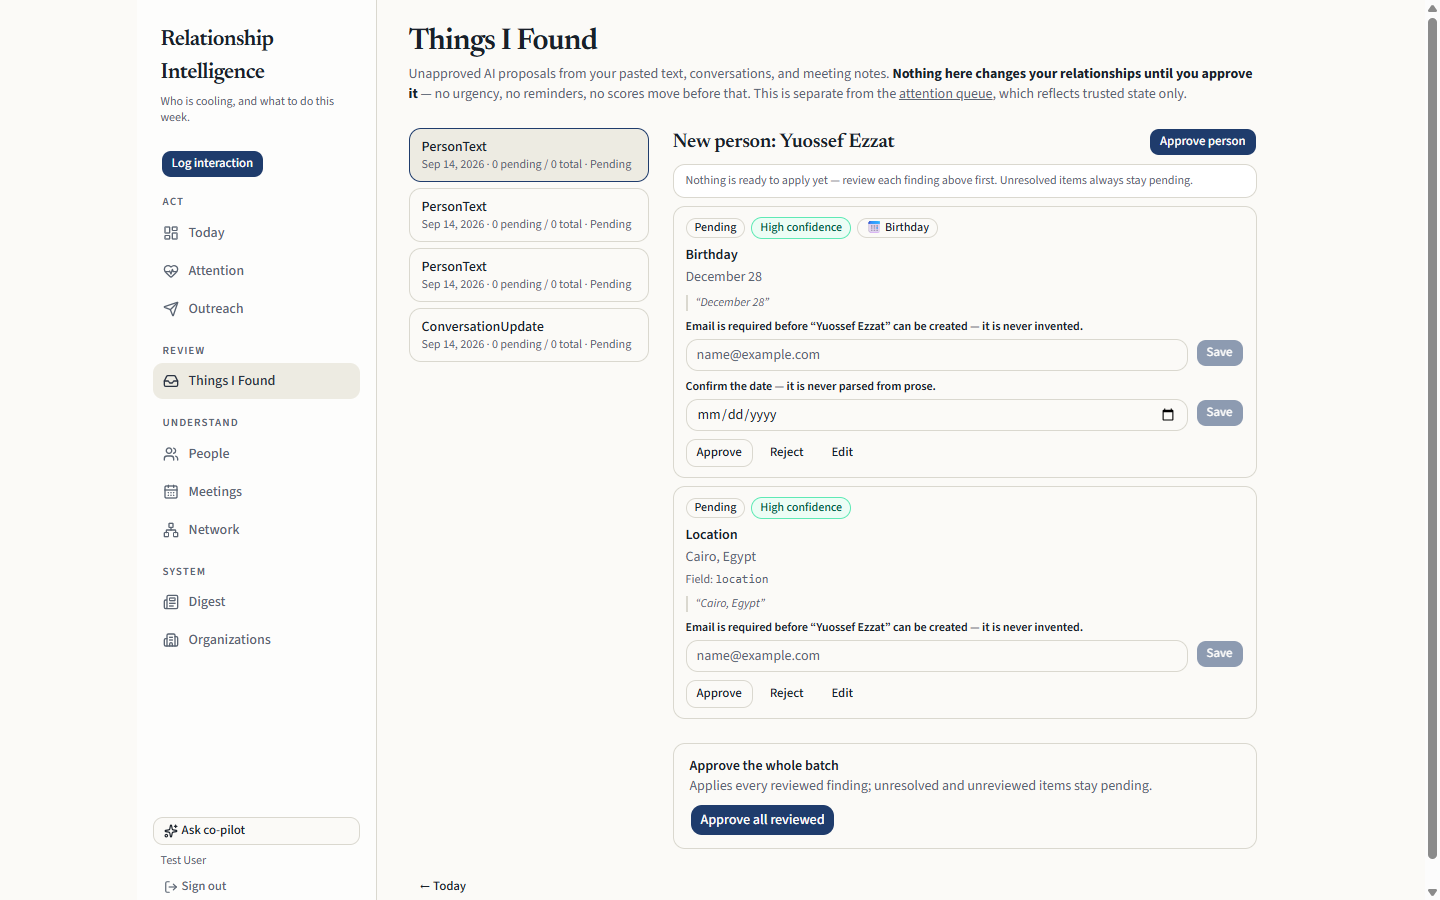 Relationship
Intelligence
Who is cooling, and what to do this
week.
Log interaction
ACT
Today
Attention
Outreach
REVIEW
Things I Found
UNDERSTAND
People
Meetings
Network
SYSTEM
Digest
Organizations
Ask co-pilot
Test User
Sign out
Things I Found
Unapproved AI proposals from your pasted text, conversations, and meeting notes. Nothing here changes your relationships until you approve
it — no urgency, no reminders, no scores move before that. This is separate from the attention queue, which reflects trusted state only.
PersonText
Sep 14, 2026 · 0 pending / 0 total · Pending
PersonText
Sep 14, 2026 · 0 pending / 0 total · Pending
PersonText
Sep 14, 2026 · 0 pending / 0 total · Pending
ConversationUpdate
Sep 14, 2026 · 0 pending / 0 total · Pending
New person: Yuossef Ezzat
Approve person
Nothing is ready to apply yet — review each finding above first. Unresolved items always stay pending.
Pending High confidence Birthday
Birthday
December 28
“December 28”
Email is required before “Yuossef Ezzat” can be created — it is never invented.
name@example.com Save
Confirm the date — it is never parsed from prose.
mm/dd/yyyy Save
Approve Reject Edit
Pending High confidence
Location
Cairo, Egypt
Field: location
“Cairo, Egypt”
Email is required before “Yuossef Ezzat” can be created — it is never invented.
name@example.com Save
Approve Reject Edit
Approve the whole batch
Applies every reviewed finding; unresolved and unreviewed items stay pending.
Approve all reviewed
← Today